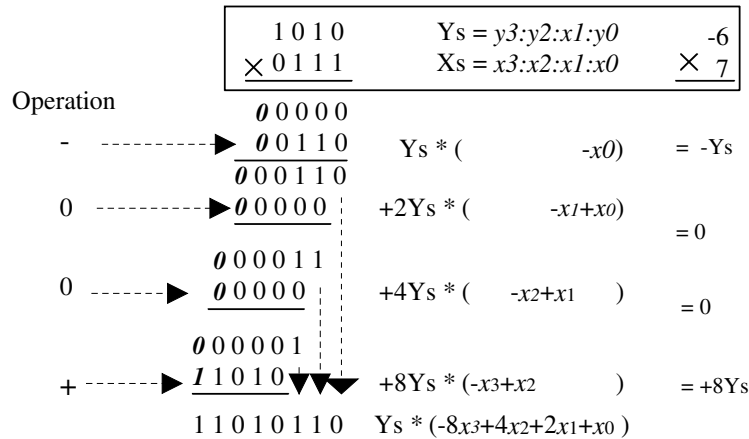 1 0 1 0 Ys = y3:y2:x1:y0 -6
× 0 1 1 1 Xs = x3:x2:x1:x0 × 7
Operation
0 0 0 0 0
- 0 0 1 1 0 Ys * ( -x0) = -Ys
0 0 0 1 1 0
0 0 0 0 0 0 +2Ys * ( -x1+x0)
= 0
0 0 0 0 1 1
0 0 0 0 0 0 +4Ys * ( -x2+x1 ) = 0
0 0 0 0 0 1
+ 1 1 0 1 0 +8Ys * (-x3+x2 ) = +8Ys
1 1 0 1 0 1 1 0 Ys * (-8x3+4x2+2x1+x0 )